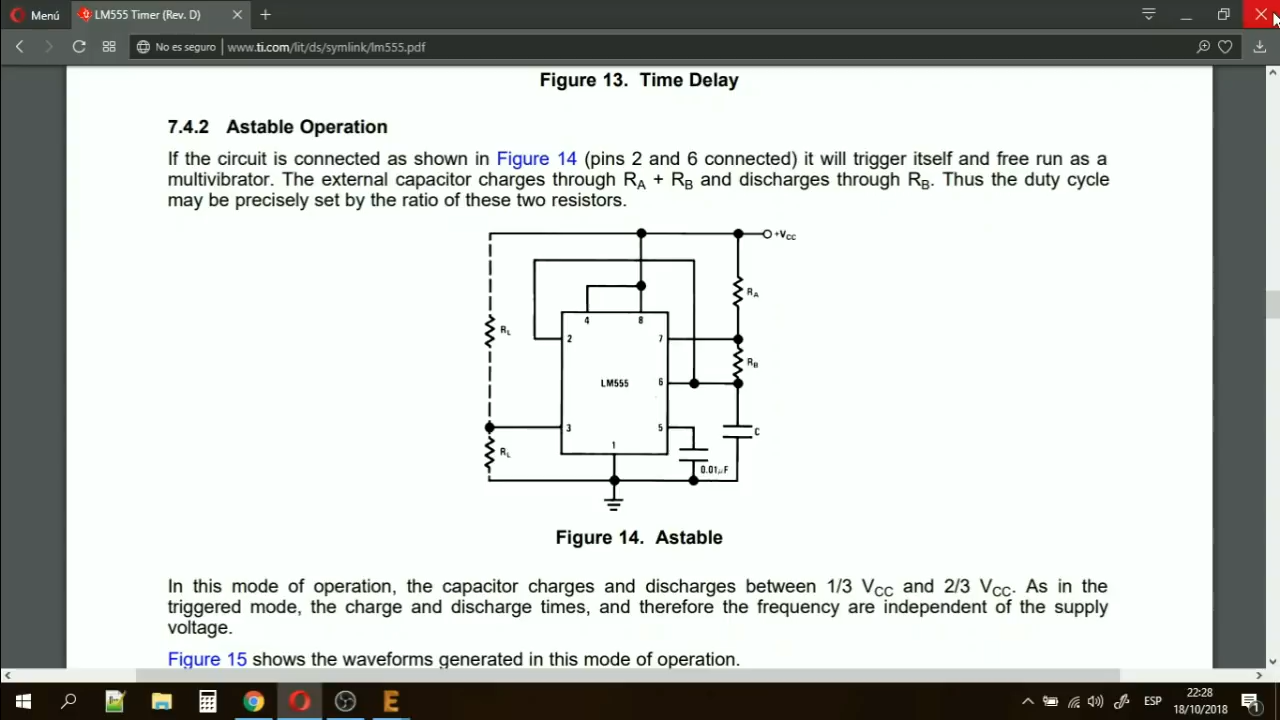 Menú
LM555 Timer (Rev. D)
No es seguro
www.ti.com/lit/ds/symlink/lm555.pdf
Figure 13. Time Delay
7.4.2 Astable Operation
If the circuit is connected as shown in Figure 14 (pins 2 and 6 connected) it will trigger itself and free run as a
multivibrator. The external capacitor charges through RA + RB and discharges through RB. Thus the duty cycle
may be precisely set by the ratio of these two resistors.
+VCC
RA
4
8
RL
2
7
RB
LM555
6
3
5
C
1
RL
0.01µF
Figure 14. Astable
In this mode of operation, the capacitor charges and discharges between 1/3 VCC and 2/3 VCC. As in the
triggered mode, the charge and discharge times, and therefore the frequency are independent of the supply
voltage.
Figure 15 shows the waveforms generated in this mode of operation.
ESP
22:28
18/10/2018
1